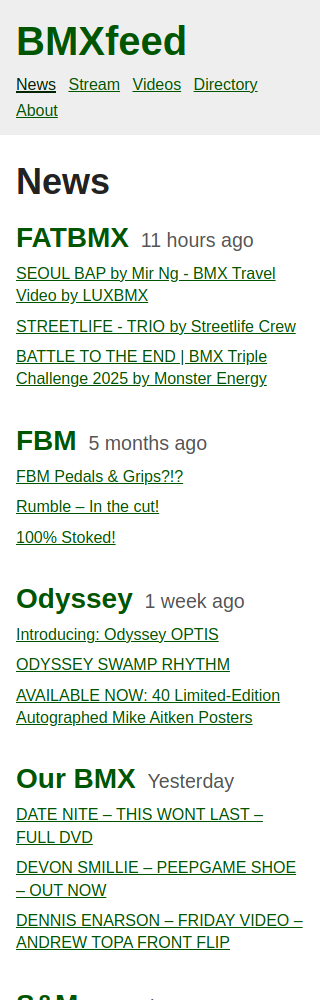 BMXfeed
News Stream Videos Directory
About
News
FATBMX 11 hours ago
SEOUL BAP by Mir Ng - BMX Travel
Video by LUXBMX
STREETLIFE - TRIO by Streetlife Crew
BATTLE TO THE END | BMX Triple
Challenge 2025 by Monster Energy
FBM 5 months ago
FBM Pedals & Grips?!?
Rumble – In the cut!
100% Stoked!
Odyssey 1 week ago
Introducing: Odyssey OPTIS
ODYSSEY SWAMP RHYTHM
AVAILABLE NOW: 40 Limited-Edition
Autographed Mike Aitken Posters
Our BMX Yesterday
DATE NITE – THIS WONT LAST –
FULL DVD
DEVON SMILLIE – PEEPGAME SHOE
– OUT NOW
DENNIS ENARSON – FRIDAY VIDEO –
ANDREW TOPA FRONT FLIP
S&M